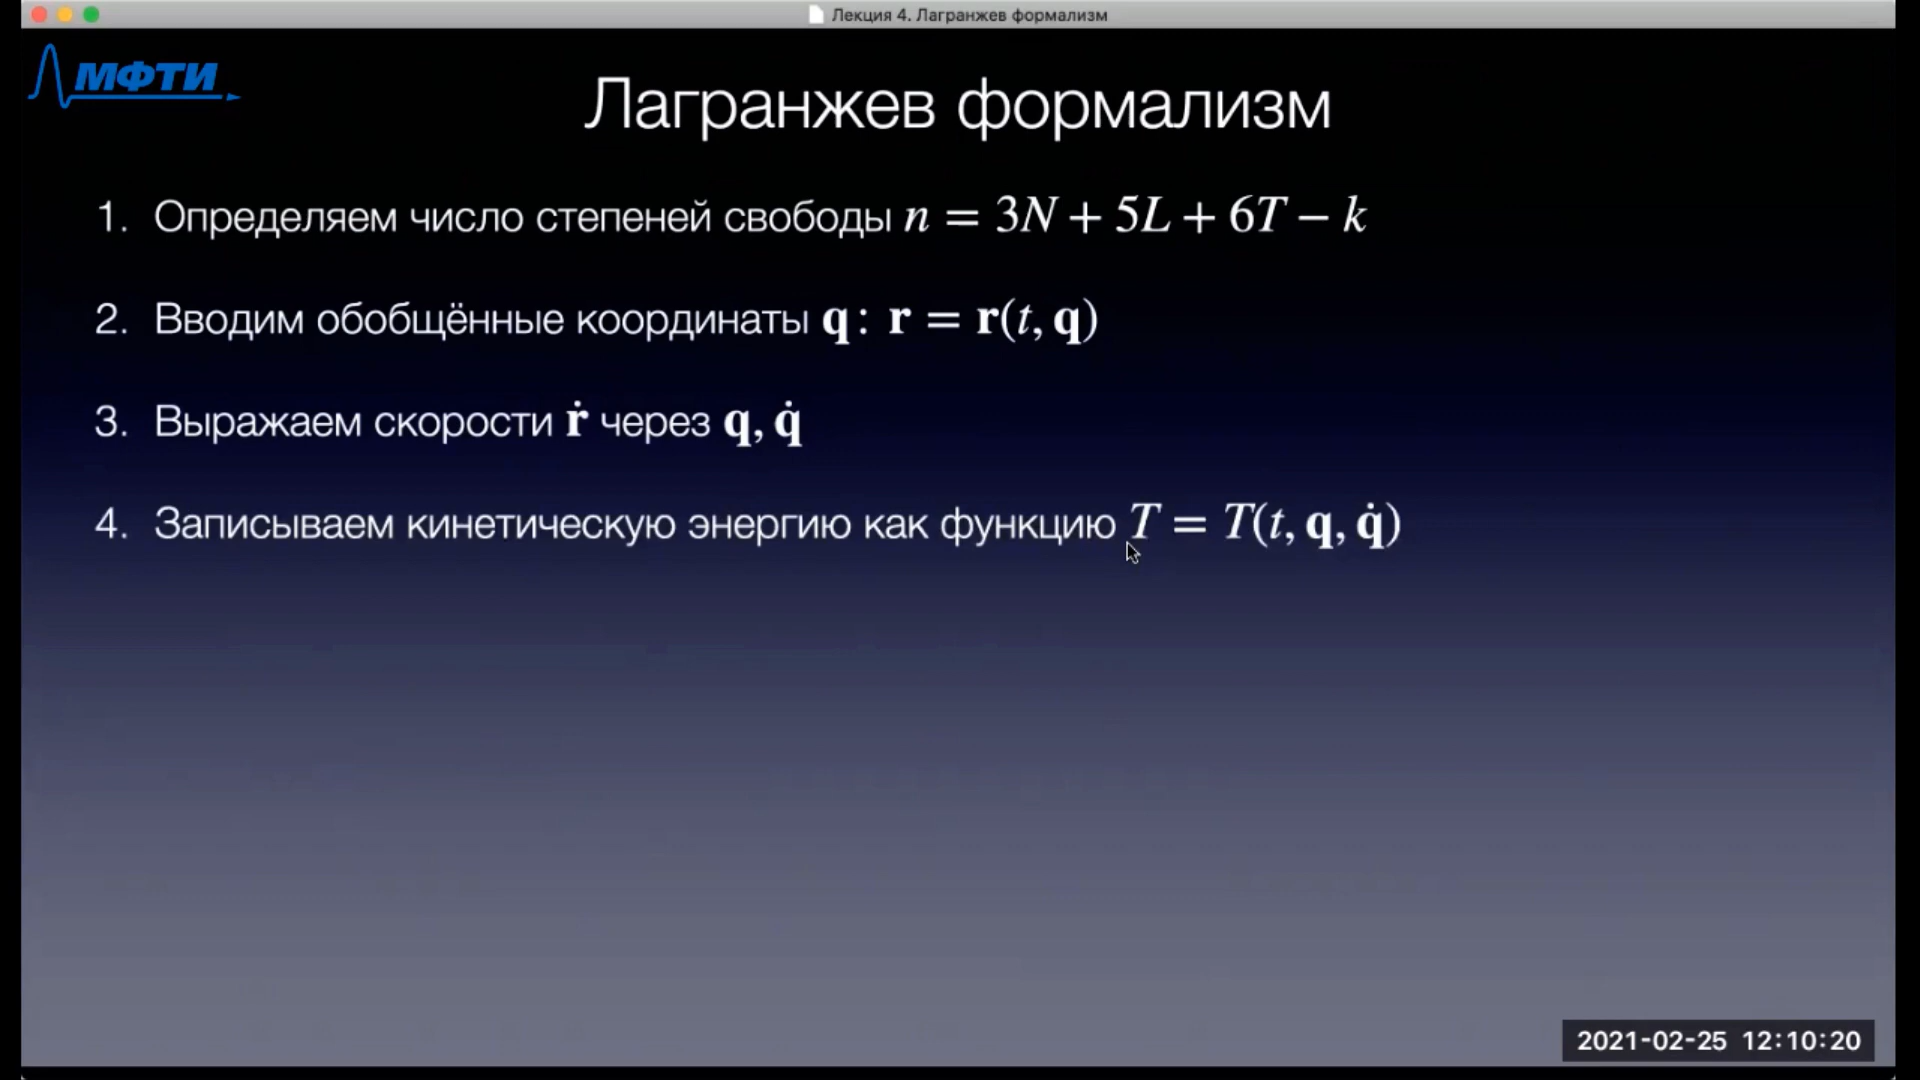 Лекция 4. Лагранжев формализм
МФТИ
Лагранжев формализм
1. Определяем число степеней свободы n = 3N + 5L + 6T − k
2. Вводим обобщённые координаты q: r = r(t, q)
3. Выражаем скорости ṙ через q, q̇
4. Записываем кинетическую энергию как функцию T = T(t, q, q̇)
2021-02-25 12:10:20